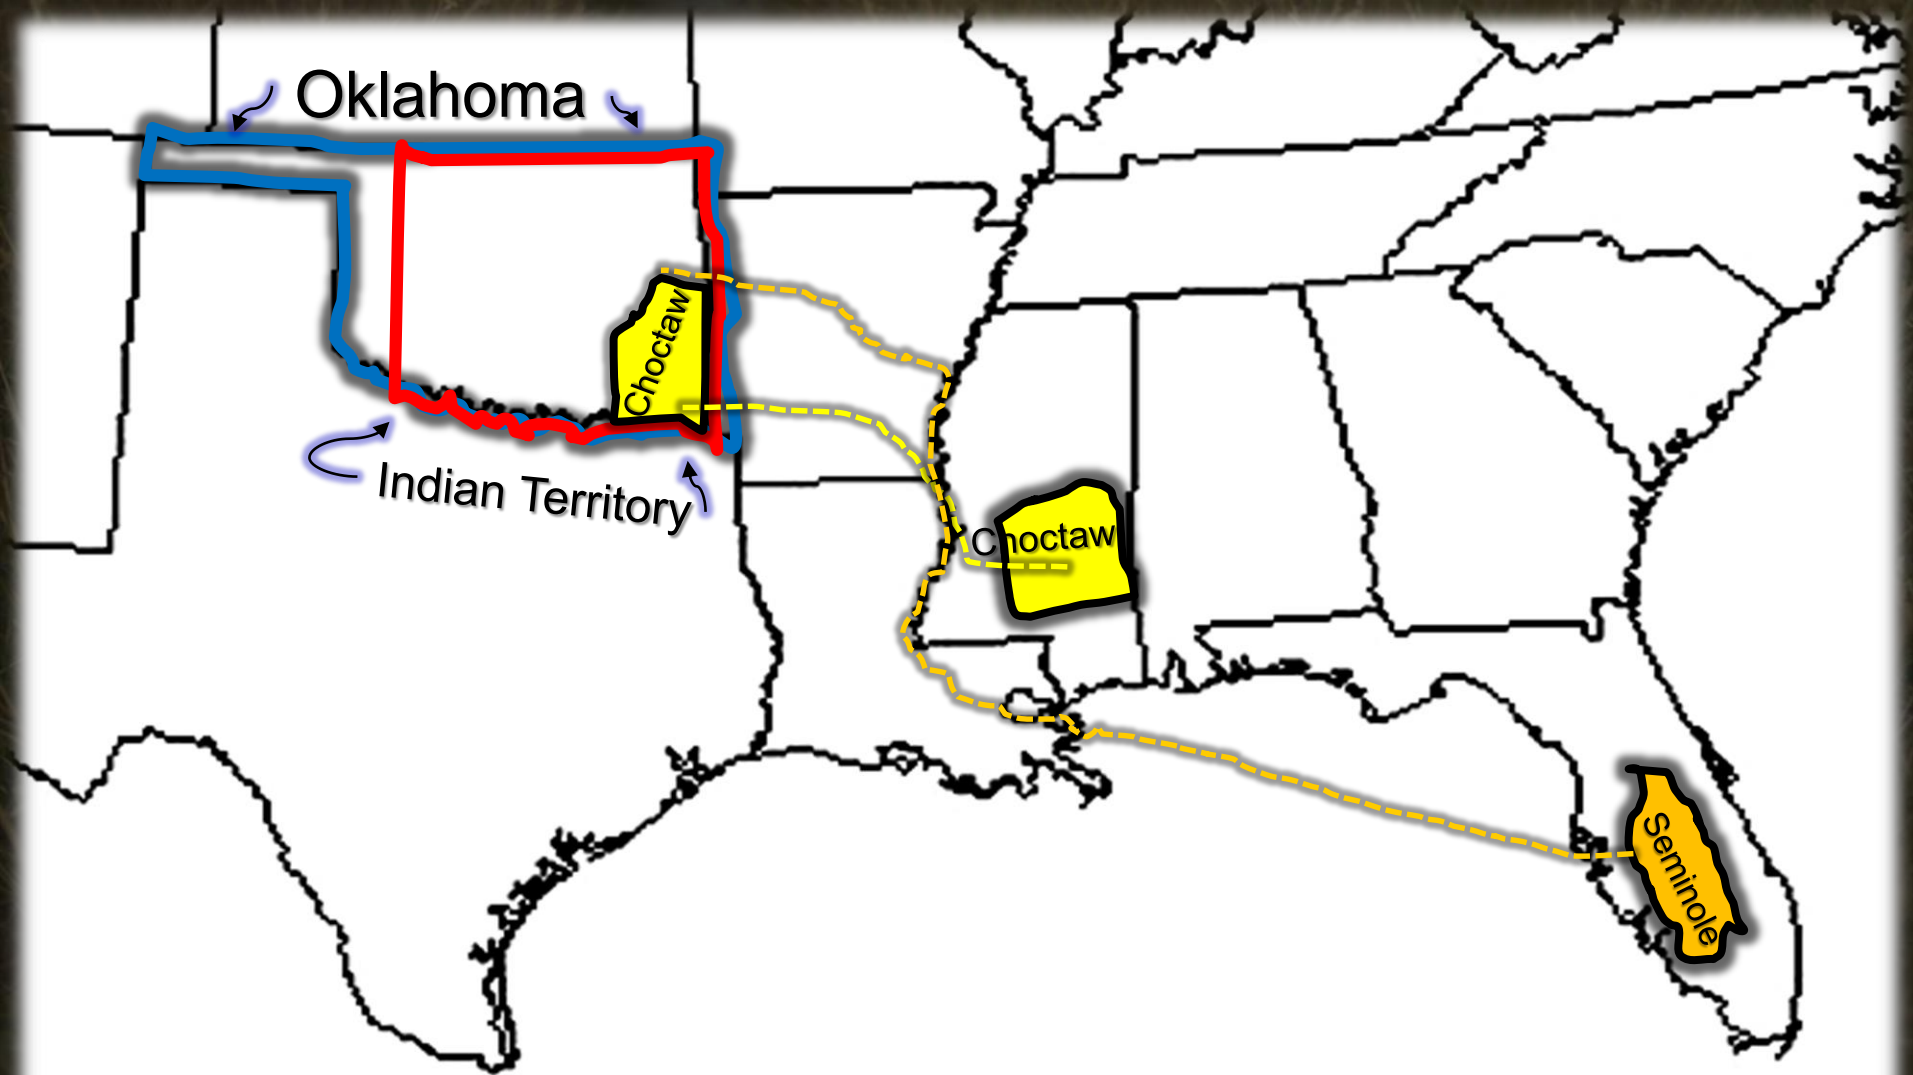 Oklahoma
Choctaw
Indian Territory
Choctaw
Seminole